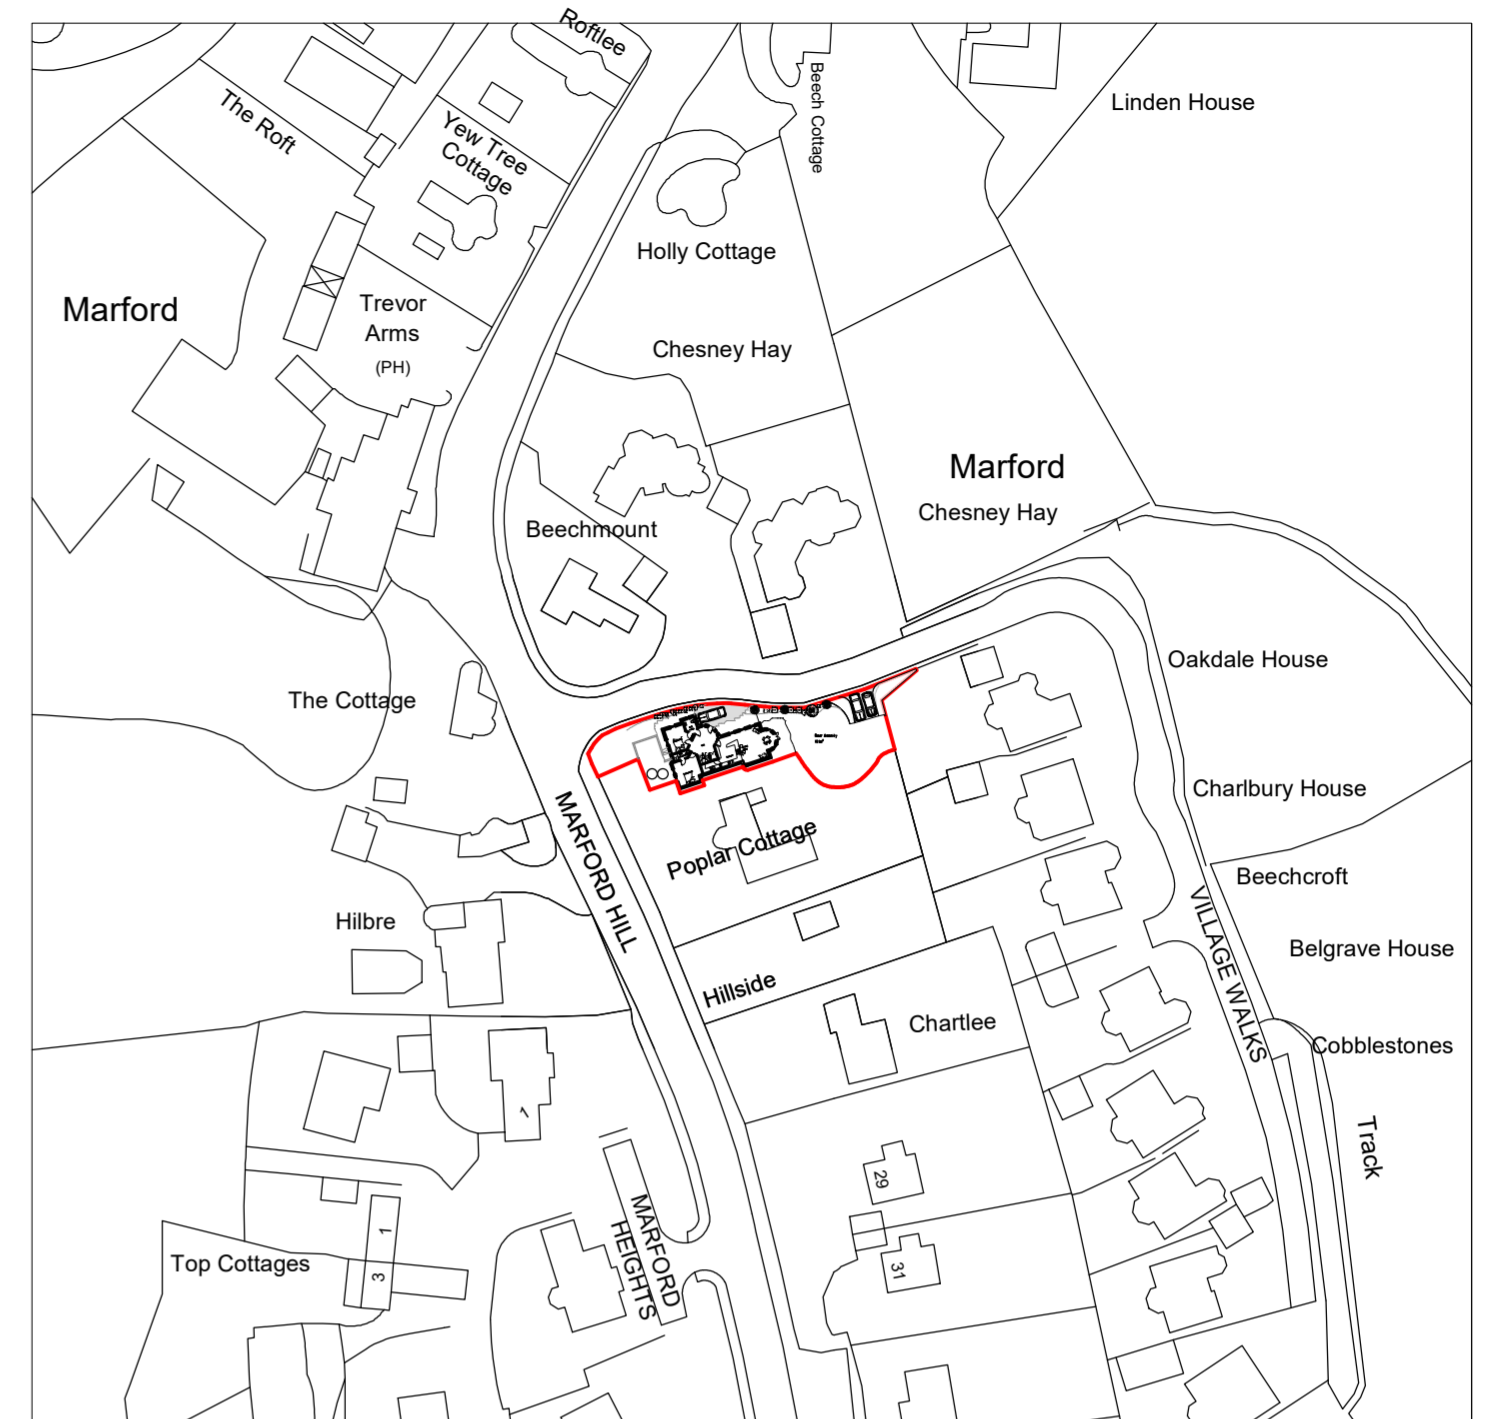 Roftlee
Beech Cottage
Linden House
The Roft
Yew Tree
Cottage
Holly Cottage
Marford
Trevor
Arms
(PH)
Chesney Hay
Marford
Chesney Hay
Beechmount
Oakdale House
The Cottage
Charlbury House
MARFORD HILL
Poplar Cottage
Beechcroft
Hilbre
VILLAGE WALKS
Belgrave House
Hillside
Chartlee
Cobblestones
1
Track
29
MARFORD
HEIGHTS
1
Top Cottages
3
31